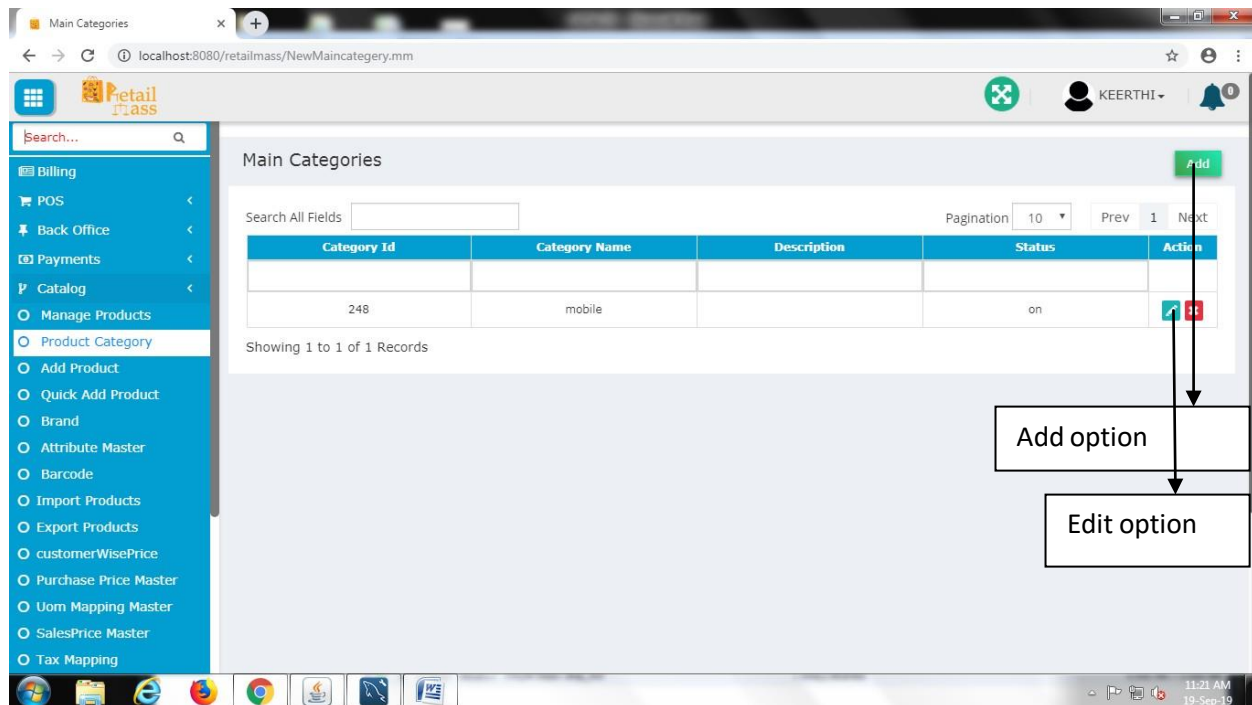 Main Categories
localhost:8080/retailmass/NewMaincategery.mm
Retail
Mass
KEERTHI
0
Search...
Billing
POS
Back Office
Payments
Catalog
Manage Products
Product Category
Add Product
Quick Add Product
Brand
Attribute Master
Barcode
Import Products
Export Products
customerWisePrice
Purchase Price Master
Uom Mapping Master
SalesPrice Master
Tax Mapping
Main Categories
Add
Search All Fields
Pagination 10 Prev 1 Next
Category Id Category Name Description Status Action
248 mobile on
Showing 1 to 1 of 1 Records
Add option
Edit option
11:21 AM
19-Sep-19